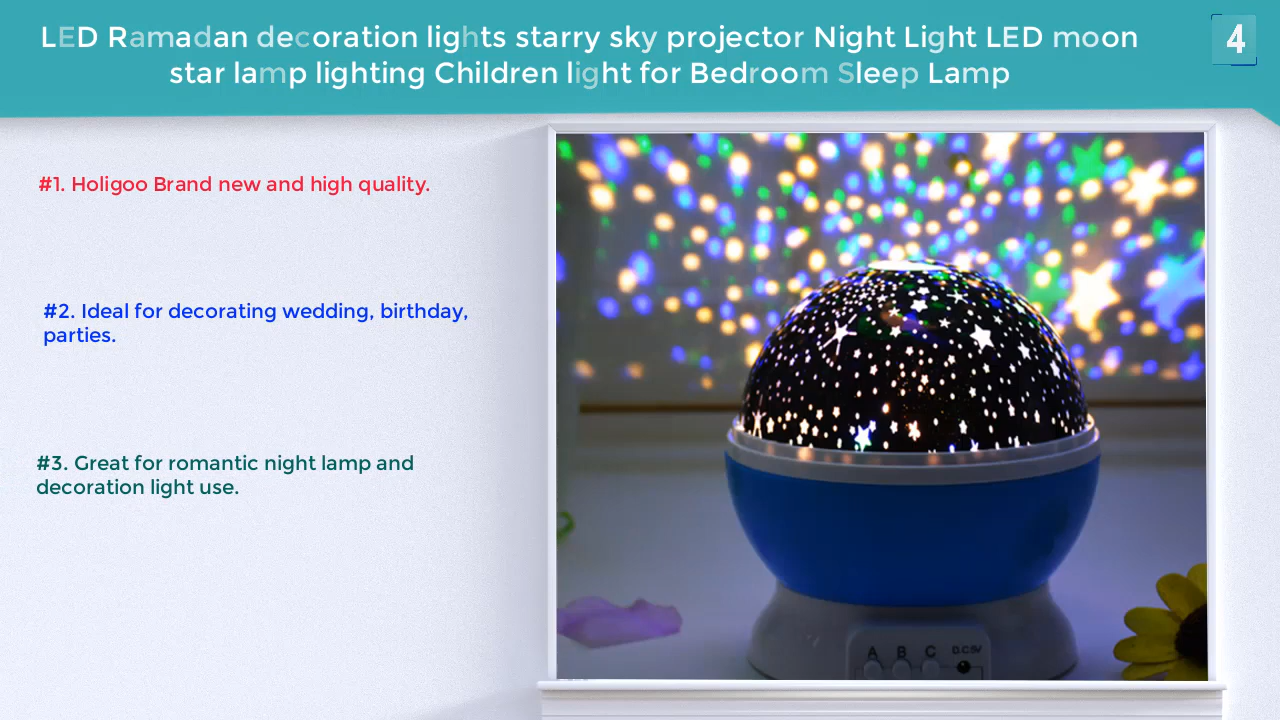 LED Ramadan decoration lights starry sky projector Night Light LED moon
star lamp lighting Children light for Bedroom Sleep Lamp
4
#1. Holigoo Brand new and high quality.
#2. Ideal for decorating wedding, birthday,
parties.
#3. Great for romantic night lamp and
decoration light use.
A B C D.C5V